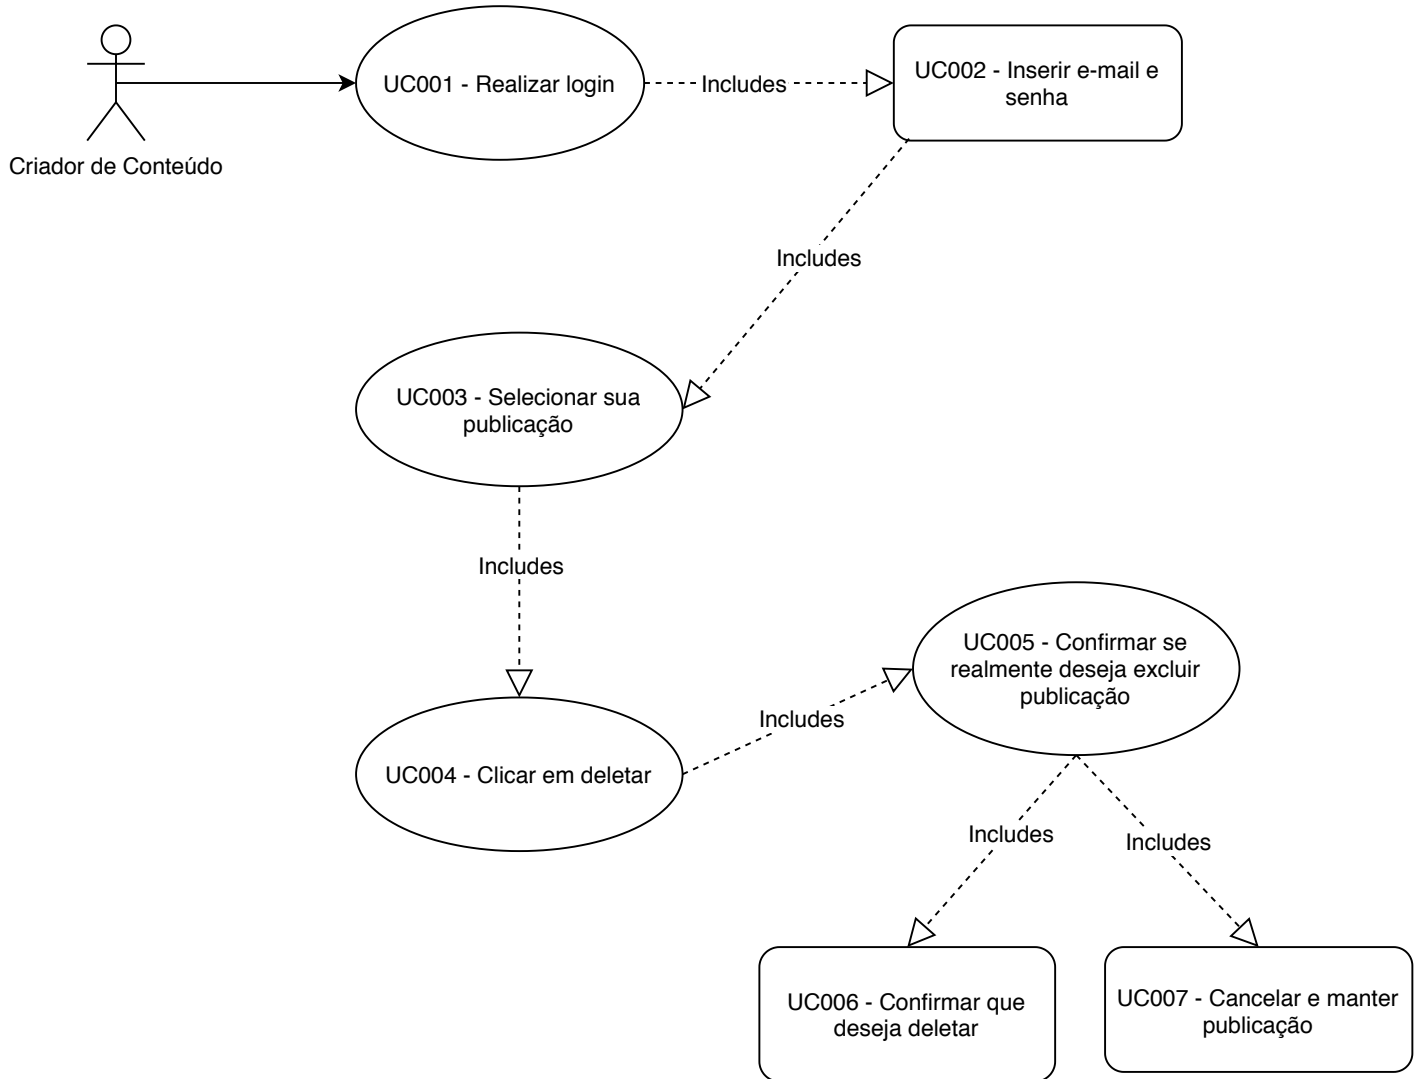 Criador de Conteúdo
UC001 - Realizar login
Includes
UC002 - Inserir e-mail e
senha
Includes
UC003 - Selecionar sua
publicação
Includes
UC004 - Clicar em deletar
Includes
UC005 - Confirmar se
realmente deseja excluir
publicação
Includes
Includes
UC006 - Confirmar que
deseja deletar
UC007 - Cancelar e manter
publicação